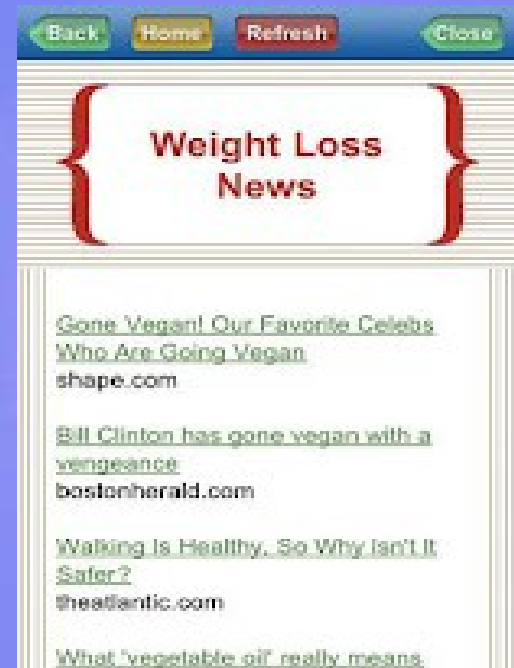 Back Home Refresh Close
Weight Loss
News
Gone Vegan! Our Favorite Celebs
Who Are Going Vegan
shape.com
Bill Clinton has gone vegan with a
vengeance
bostonherald.com
Walking Is Healthy, So Why Isn't It
Safer?
theatlantic.com
What 'vegetable oil' really means